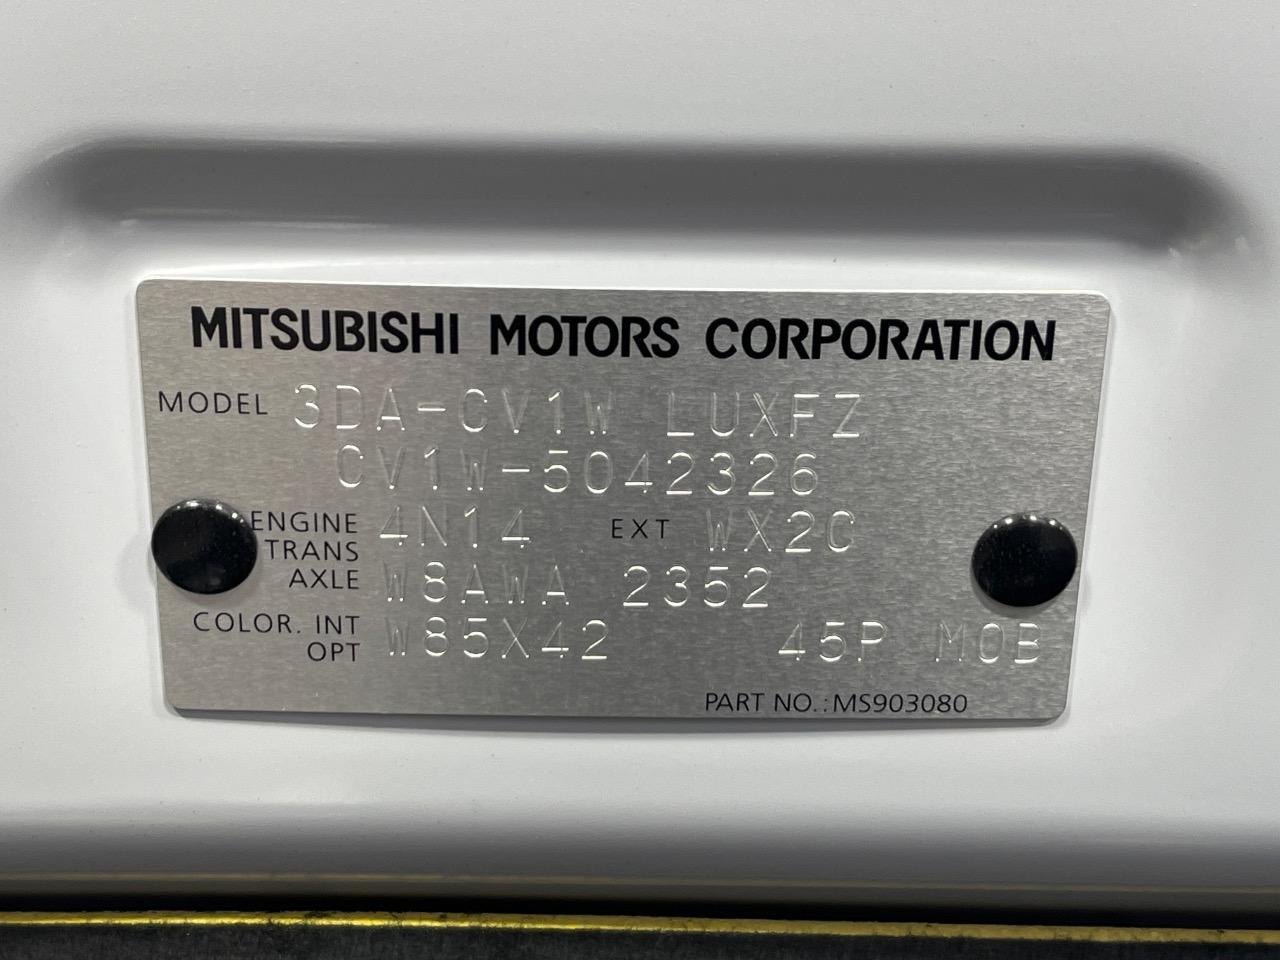 MITSUBISHI MOTORS CORPORATION
MODEL 3DA-CV1W LUXFZ
CV1W-5042326
ENGINE 4N14 EXT WX2C
TRANS
AXLE W8AWA 2352
COLOR. INT W85X42 45P M0B
OPT
PART NO.:MS903080